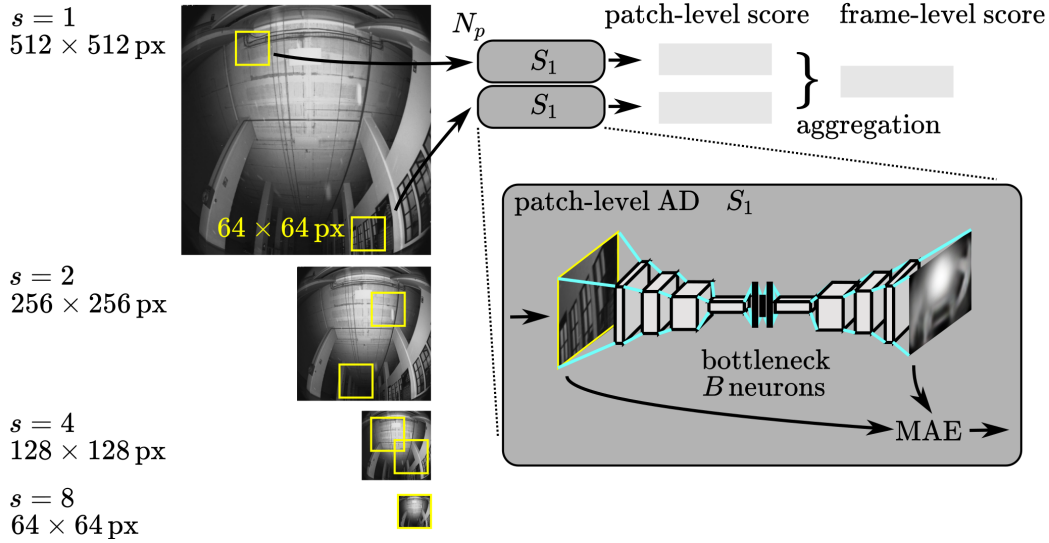 s = 1
512 × 512 px
N_p
patch-level score
frame-level score
S_1
S_1
aggregation
64 × 64 px
patch-level AD S_1
s = 2
256 × 256 px
bottleneck
B neurons
MAE
s = 4
128 × 128 px
s = 8
64 × 64 px